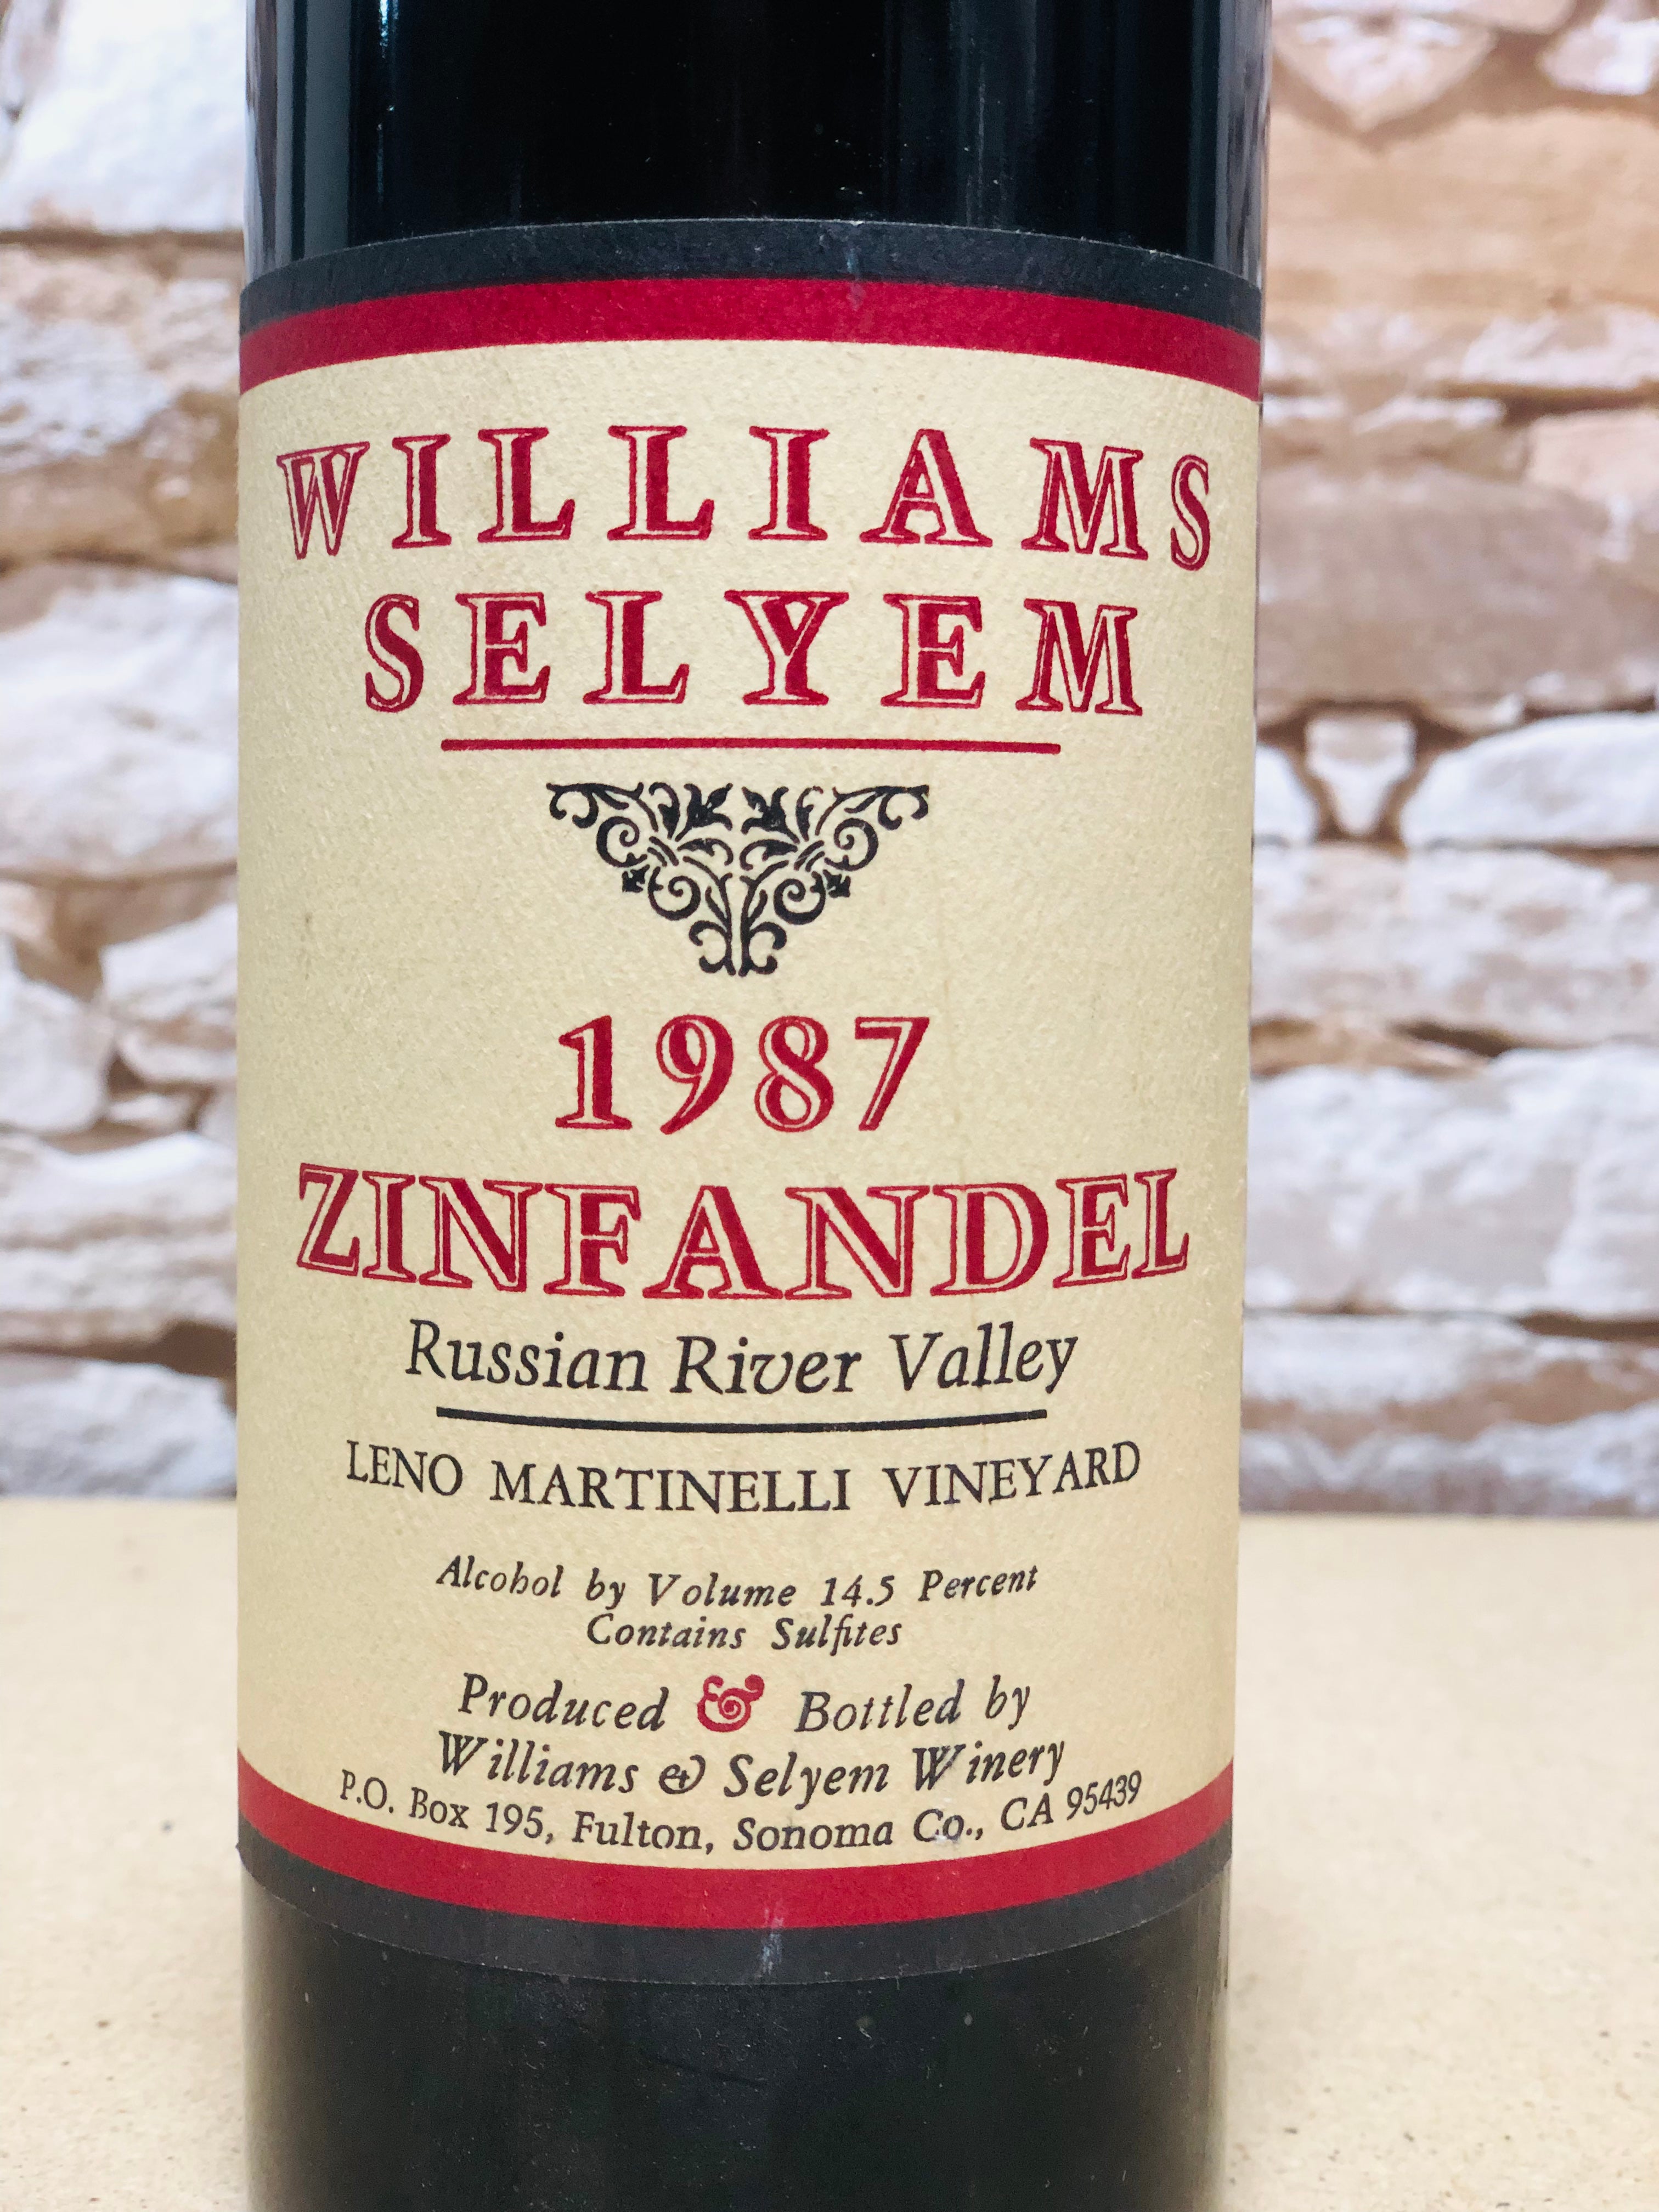 WILLIAMS
SELYEM
1987
ZINFANDEL
Russian River Valley
LENO MARTINELLI VINEYARD
Alcohol by Volume 14.5 Percent
Contains Sulfites
Produced & Bottled by
Williams & Selyem Winery
P.O. Box 195, Fulton, Sonoma Co., CA 95439